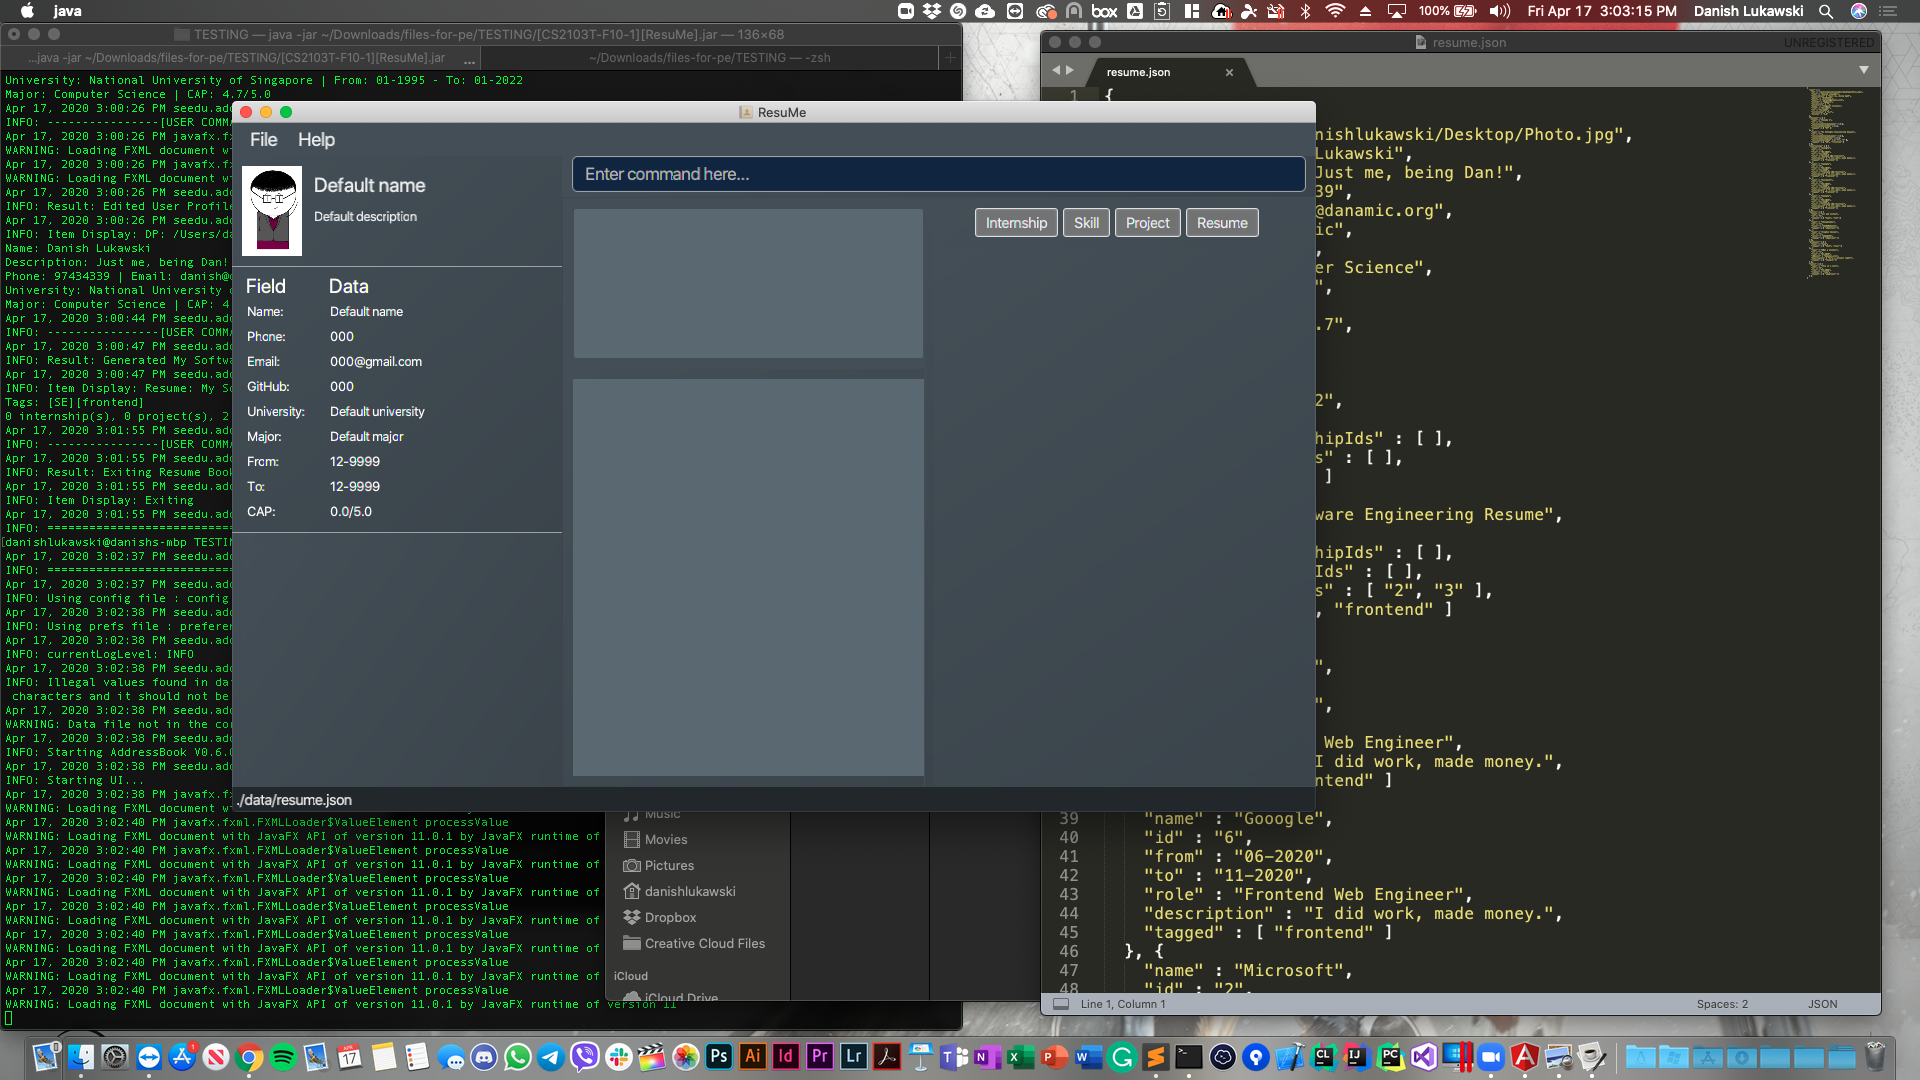 java
100%
Fri Apr 17 3:03:15 PM
Danish Lukawski
TESTING — java -jar ~/Downloads/files-for-pe/TESTING/[CS2103T-F10-1][ResuMe].jar — 136×68
...java -jar ~/Downloads/files-for-pe/TESTING/[CS2103T-F10-1][ResuMe].jar ...
~/Downloads/files-for-pe/TESTING — -zsh
University: National University of Singapore | From: 01-1995 - To: 01-2022
Major: Computer Science | CAP: 4.7/5.0
Apr 17, 2020 3:00:26 PM seedu.ad
INFO: ----------------[USER COMM
Apr 17, 2020 3:00:26 PM javafx.f
WARNING: Loading FXML document wi
Apr 17, 2020 3:00:26 PM javafx.f
WARNING: Loading FXML document wi
Apr 17, 2020 3:00:26 PM seedu.ad
INFO: Result: Edited User Profile
Apr 17, 2020 3:00:26 PM seedu.ad
INFO: Item Display: DP: /Users/da
Name: Danish Lukawski
Description: Just me, being Dan!
Phone: 97434339 | Email: danish@
University: National University o
Major: Computer Science | CAP: 4
Apr 17, 2020 3:00:44 PM seedu.ad
INFO: ----------------[USER COMM
Apr 17, 2020 3:00:47 PM seedu.ad
INFO: Result: Generated My Softwa
Apr 17, 2020 3:00:47 PM seedu.ad
INFO: Item Display: Resume: My So
Tags: [SE][frontend]
0 internship(s), 0 project(s), 2
Apr 17, 2020 3:01:55 PM seedu.ad
INFO: ----------------[USER COMM
Apr 17, 2020 3:01:55 PM seedu.ad
INFO: Result: Exiting Resume Book
Apr 17, 2020 3:01:55 PM seedu.ad
INFO: Item Display: Exiting
Apr 17, 2020 3:01:55 PM seedu.ad
INFO: ===========================
[danishlukawski@danishs-mbp TESTIN
Apr 17, 2020 3:02:37 PM seedu.ad
INFO: ===========================
Apr 17, 2020 3:02:37 PM seedu.ad
INFO: Using config file : config
Apr 17, 2020 3:02:38 PM seedu.ad
INFO: Using prefs file : prefere
Apr 17, 2020 3:02:38 PM seedu.ad
INFO: currentLogLevel: INFO
Apr 17, 2020 3:02:38 PM seedu.ad
INFO: Illegal values found in da
characters and it should not be
Apr 17, 2020 3:02:38 PM seedu.ad
WARNING: Data file not in the co
Apr 17, 2020 3:02:38 PM seedu.ad
INFO: Starting AddressBook V0.6.0
Apr 17, 2020 3:02:38 PM seedu.ad
INFO: Starting UI...
Apr 17, 2020 3:02:38 PM javafx.f
WARNING: Loading FXML document wi
Apr 17, 2020 3:02:40 PM javafx.fxml.FXMLLoader$ValueElement processValue
WARNING: Loading FXML document with JavaFX API of version 11.0.1 by JavaFX runtime of
Apr 17, 2020 3:02:40 PM javafx.fxml.FXMLLoader$ValueElement processValue
WARNING: Loading FXML document with JavaFX API of version 11.0.1 by JavaFX runtime of
Apr 17, 2020 3:02:40 PM javafx.fxml.FXMLLoader$ValueElement processValue
WARNING: Loading FXML document with JavaFX API of version 11.0.1 by JavaFX runtime of
Apr 17, 2020 3:02:40 PM javafx.fxml.FXMLLoader$ValueElement processValue
WARNING: Loading FXML document with JavaFX API of version 11.0.1 by JavaFX runtime of
Apr 17, 2020 3:02:40 PM javafx.fxml.FXMLLoader$ValueElement processValue
WARNING: Loading FXML document with JavaFX API of version 11.0.1 by JavaFX runtime of
Apr 17, 2020 3:02:40 PM javafx.fxml.FXMLLoader$ValueElement processValue
WARNING: Loading FXML document with JavaFX API of version 11.0.1 by JavaFX runtime of
Apr 17, 2020 3:02:40 PM javafx.fxml.FXMLLoader$ValueElement processValue
WARNING: Loading FXML document with JavaFX API of version 11.0.1 by JavaFX runtime of version 11
ResuMe
File Help
Default name
Default description
Field Data
Name: Default name
Phone: 000
Email: 000@gmail.com
GitHub: 000
University: Default university
Major: Default major
From: 12-9999
To: 12-9999
CAP: 0.0/5.0
Enter command here...
Internship Skill Project Resume
./data/resume.json
Music
Movies
Pictures
danishlukawski
Dropbox
Creative Cloud Files
iCloud
iCloud Drive
resume.json
UNREGISTERED
resume.json
1 {
nishlukawski/Desktop/Photo.jpg",
Lukawski",
Just me, being Dan!",
39",
@danamic.org",
ic",
,
er Science",
",
.7",
2",
hipIds" : [ ],
s" : [ ],
]
ware Engineering Resume",
hipIds" : [ ],
Ids" : [ ],
s" : [ "2", "3" ],
, "frontend" ]
",
",
Web Engineer",
I did work, made money.",
ntend" ]
39 "name" : "Gooogle",
40 "id" : "6",
41 "from" : "06-2020",
42 "to" : "11-2020",
43 "role" : "Frontend Web Engineer",
44 "description" : "I did work, made money.",
45 "tagged" : [ "frontend" ]
46 }, {
47 "name" : "Microsoft",
48 "id" : "2",
Line 1, Column 1
Spaces: 2
JSON